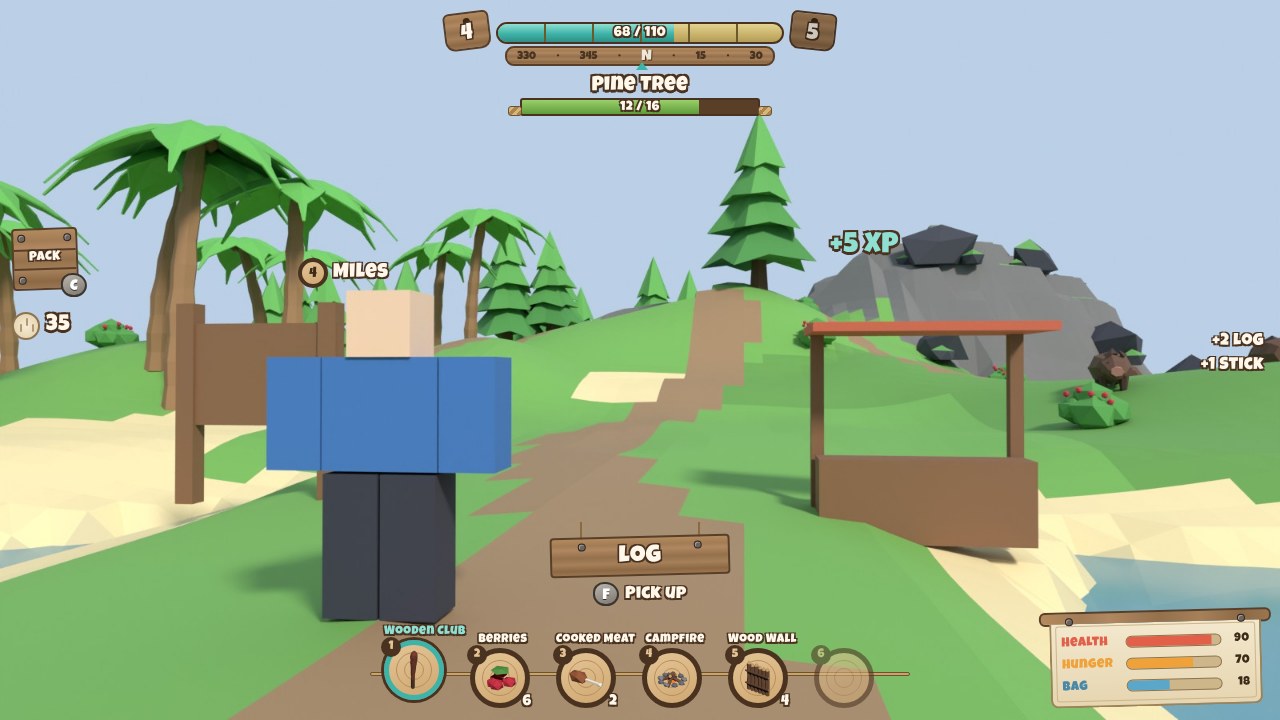 4
68 / 110
5
330 · 345 · N · 15 · 30
PINE TREE
12 / 16
+5 XP
PACK
C
4 MILES
35
+2 LOG
+1 STICK
LOG
F PICK UP
WOODEN CLUB
BERRIES
COOKED MEAT
CAMPFIRE
WOOD WALL
1
2
3
4
5
6
6
2
4
HEALTH 90
HUNGER 70
BAG 18